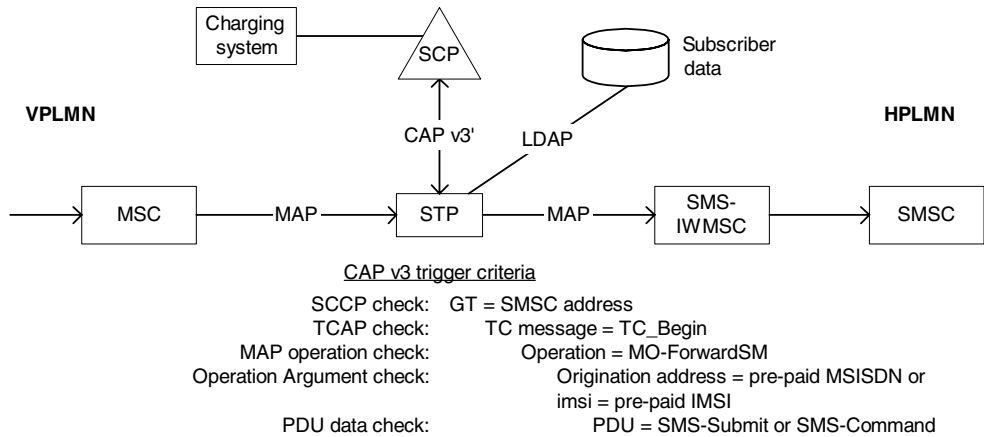 Charging
system
SCP
Subscriber
data
VPLMN
HPLMN
CAP v3'
LDAP
MSC
MAP
STP
MAP
SMS-
IWMSC
SMSC
CAP v3 trigger criteria
SCCP check: GT = SMSC address
TCAP check: TC message = TC_Begin
MAP operation check: Operation = MO-ForwardSM
Operation Argument check: Origination address = pre-paid MSISDN or
imsi = pre-paid IMSI
PDU data check: PDU = SMS-Submit or SMS-Command